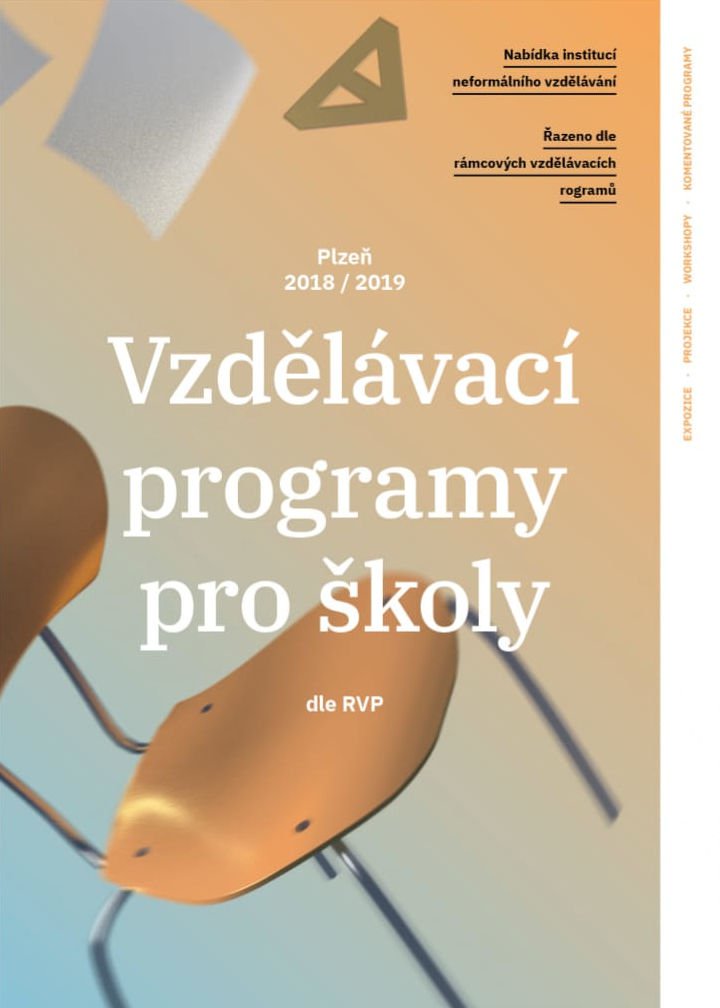 Nabídka institucí
neformálního vzdělávání
Řazeno dle
rámcových vzdělávacích
rogramů
Plzeň
2018 / 2019
Vzdělávací
programy
pro školy
dle RVP
EXPOZICE · PROJEKCE · WORKSHOPY · KOMENTOVANÉ PROGRAMY